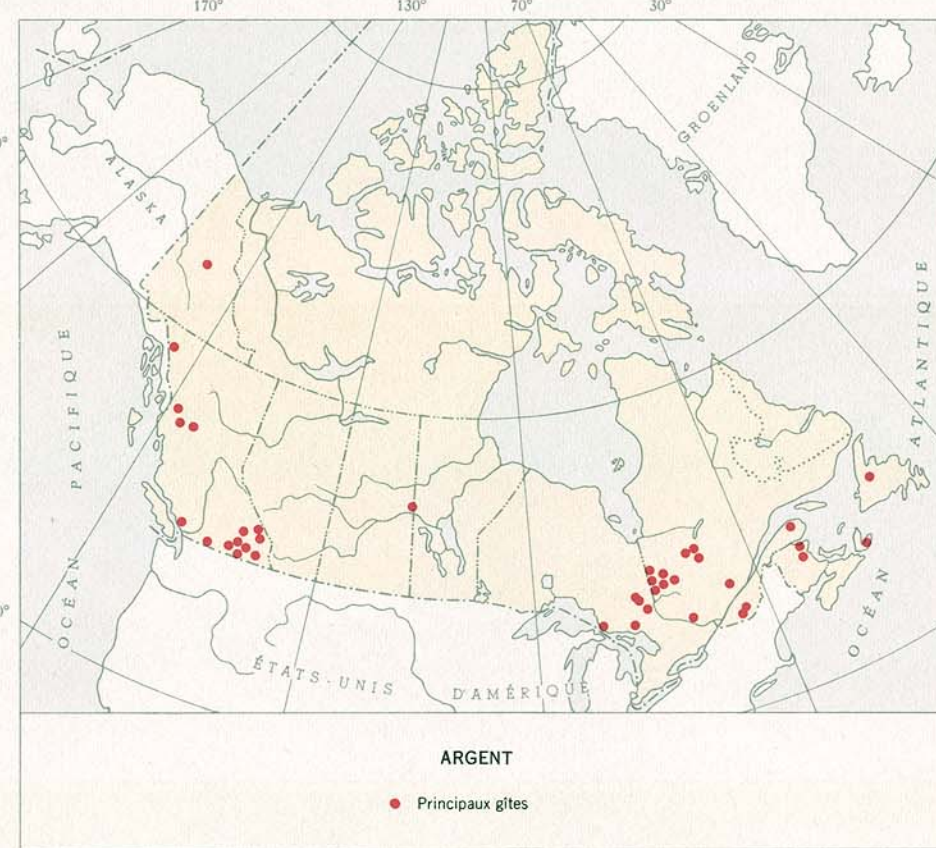 170° 130° 70° 30°
GROENLAND
ALASKA
OCÉAN PACIFIQUE
OCÉAN ATLANTIQUE
ÉTATS-UNIS D'AMÉRIQUE
ARGENT
Principaux gîtes